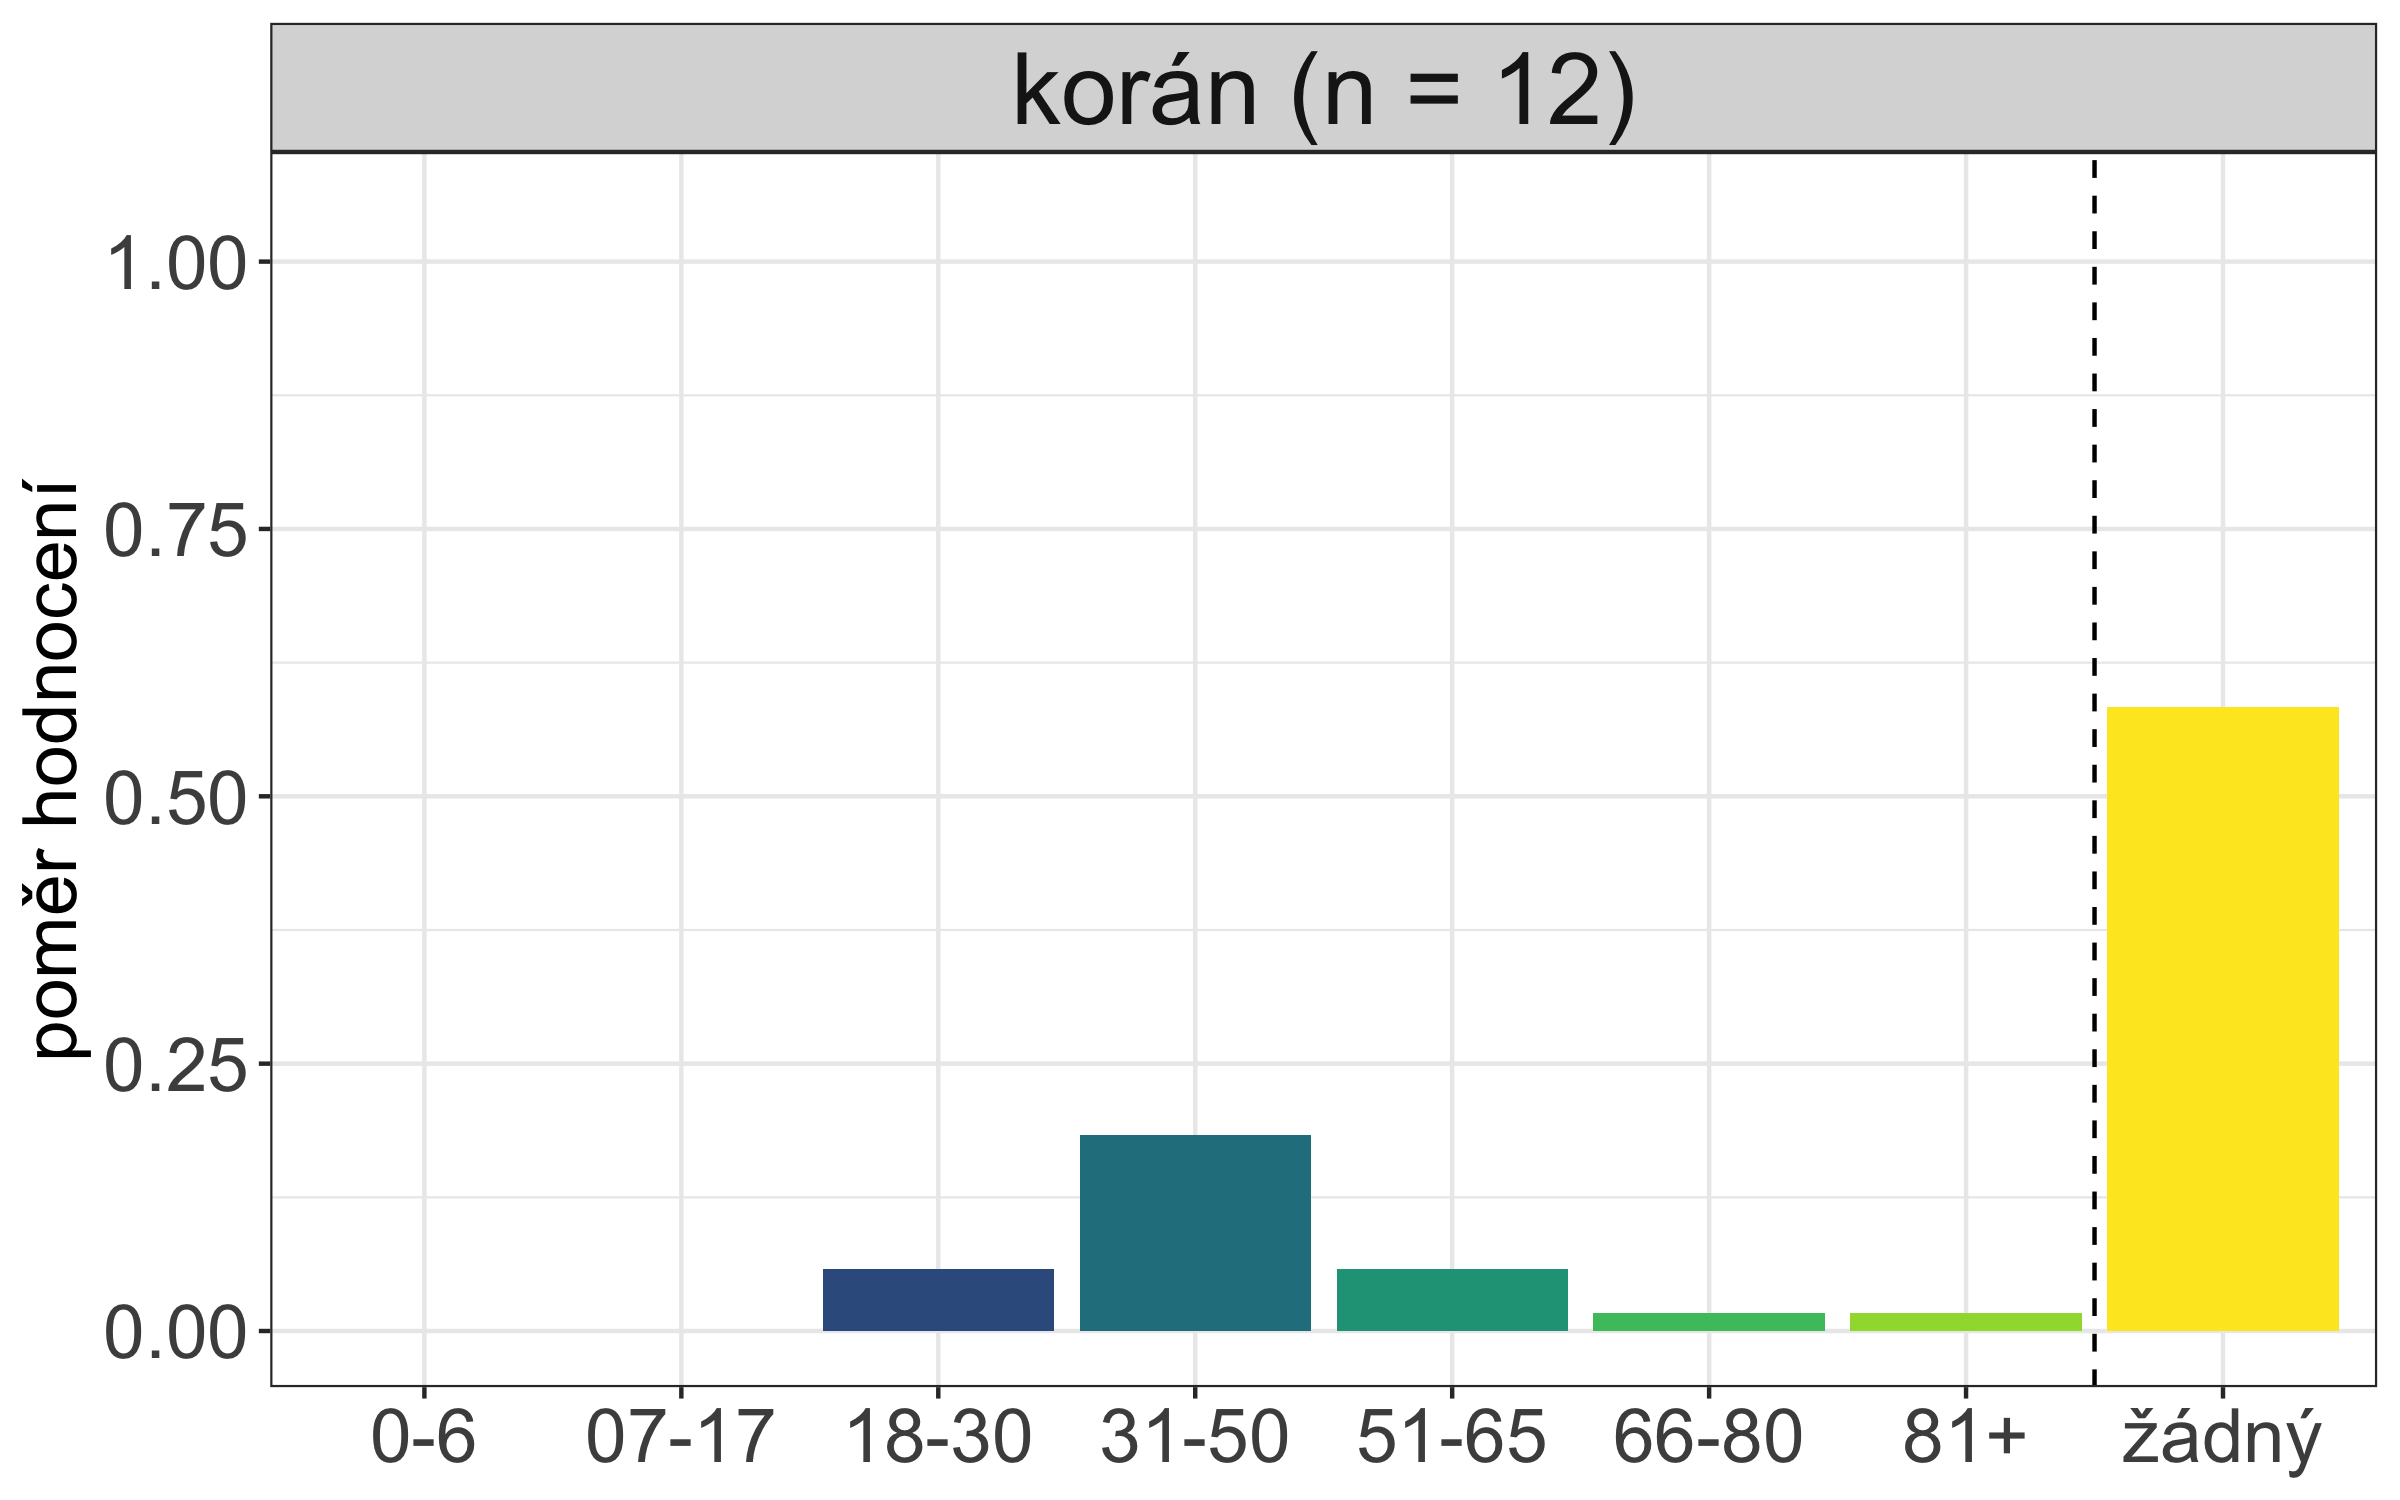 korán (n = 12)
poměr hodnocení
1.00
0.75
0.50
0.25
0.00
0-6 07-17 18-30 31-50 51-65 66-80 81+ žádný